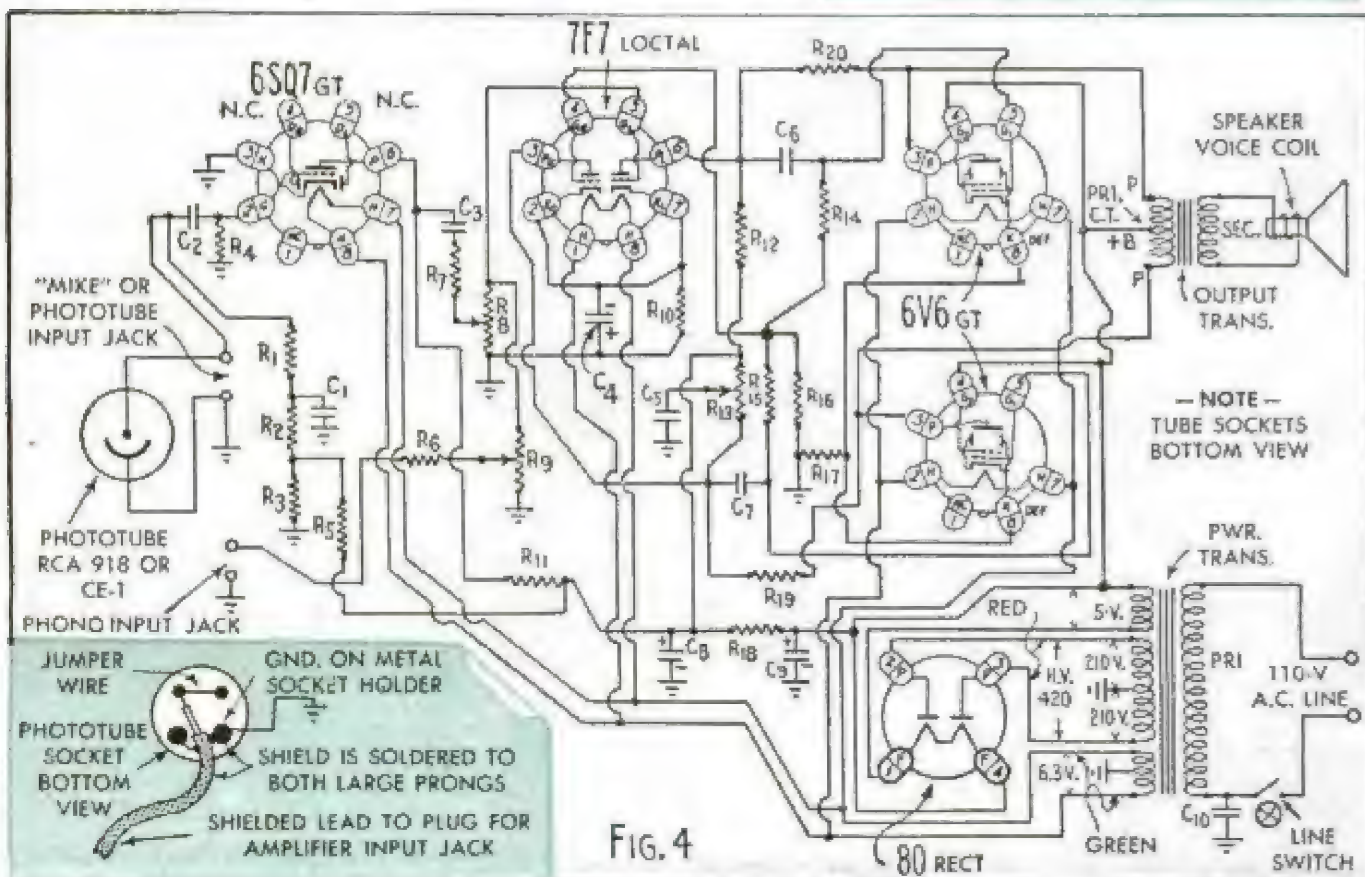 6SQ7 GT
N.C.
N.C.
7F7 LOCTAL
R20
C6
R14
R12
C3
R7
R8
C2
R4
"MIKE" OR
PHOTOTUBE
INPUT JACK
R1
C1
R2
R3
R5
R6
R9
R10
C4
C5
R13
R15
R16
R17
C7
R11
R19
PHOTOTUBE
RCA 918 OR
CE-1
PHONO INPUT JACK
6V6 GT
PRI.
C.T.
+B
P
P
SEC.
SPEAKER
VOICE COIL
OUTPUT
TRANS.
- NOTE -
TUBE SOCKETS
BOTTOM VIEW
PWR.
TRANS.
C8
R18
C9
RED
5-V.
210V.
H.V.
420
210V.
6.3V.
PRI
110-V
A.C. LINE
C10
LINE
SWITCH
GREEN
80 RECT
JUMPER
WIRE
GND. ON METAL
SOCKET HOLDER
PHOTOTUBE
SOCKET
BOTTOM
VIEW
SHIELD IS SOLDERED TO
BOTH LARGE PRONGS
SHIELDED LEAD TO PLUG FOR
AMPLIFIER INPUT JACK
FIG. 4